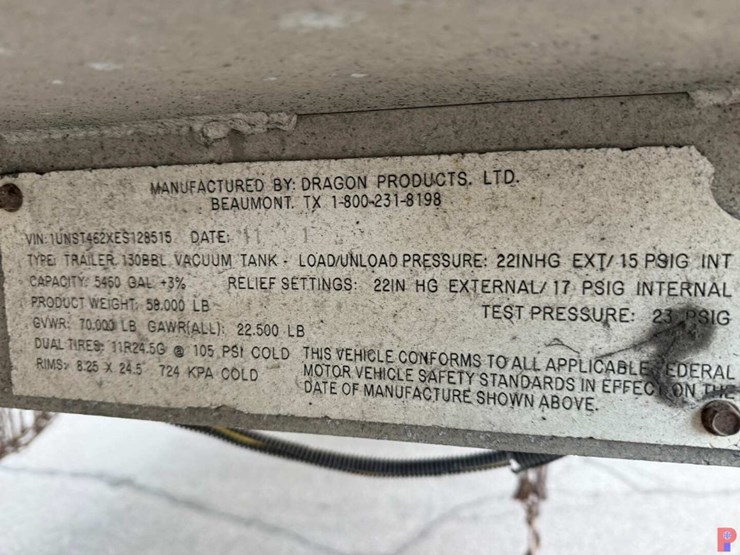 MANUFACTURED BY: DRAGON PRODUCTS, LTD.
BEAUMONT, TX 1-800-231-8198
VIN: 1UNST462XES128515 DATE: 11
TYPE: TRAILER, 130BBL VACUUM TANK - LOAD/UNLOAD PRESSURE: 22INHG EXT/ 15 PSIG INT
CAPACITY: 5460 GAL +3% RELIEF SETTINGS: 22IN HG EXTERNAL/ 17 PSIG INTERNAL
PRODUCT WEIGHT: 58,000 LB TEST PRESSURE: 23 PSIG
GVWR: 70,000 LB GAWR(ALL): 22,500 LB
DUAL TIRES: 11R24.5G @ 105 PSI COLD THIS VEHICLE CONFORMS TO ALL APPLICABLE FEDERAL
RIMS: 8.25 X 24.5 724 KPA COLD MOTOR VEHICLE SAFETY STANDARDS IN EFFECT ON THE
DATE OF MANUFACTURE SHOWN ABOVE.